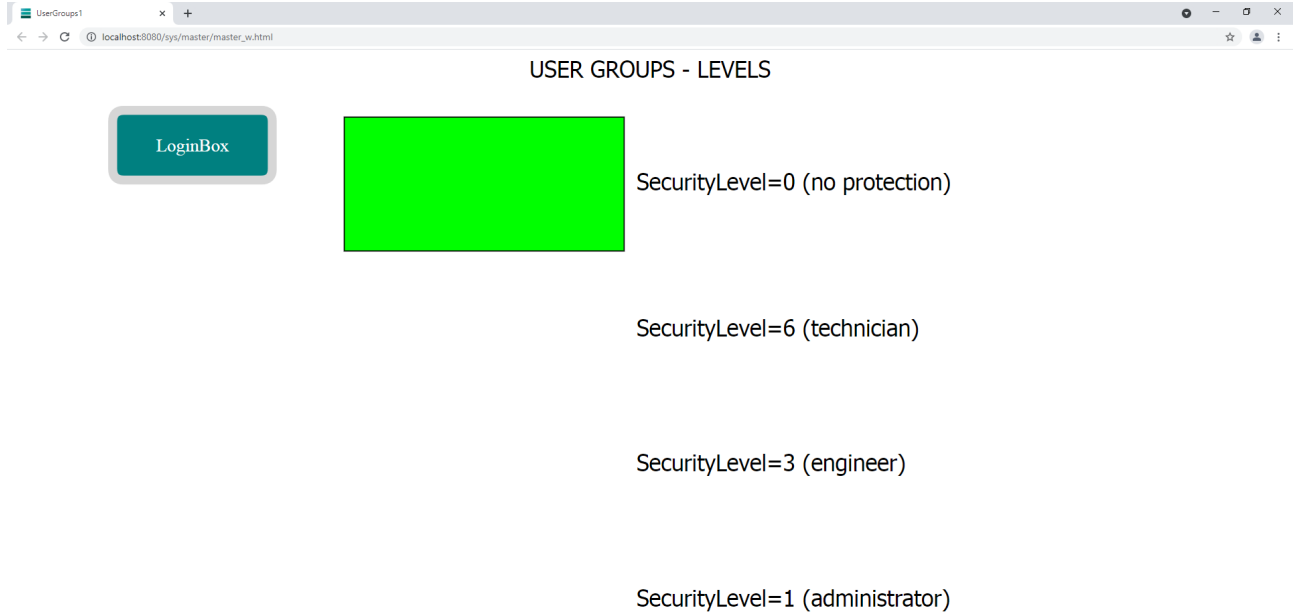 UserGroups1
localhost:8080/sys/master/master_w.html
USER GROUPS - LEVELS
LoginBox
SecurityLevel=0 (no protection)
SecurityLevel=6 (technician)
SecurityLevel=3 (engineer)
SecurityLevel=1 (administrator)